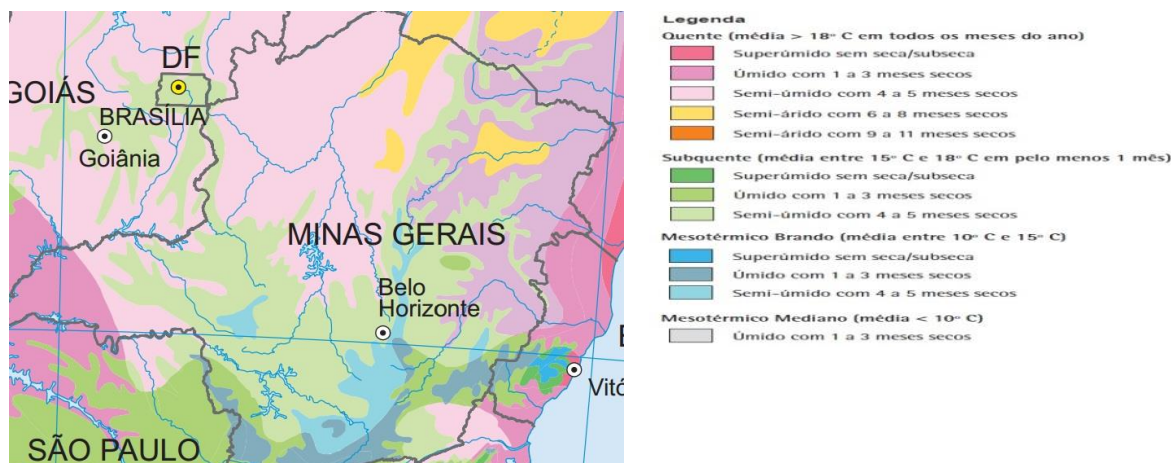 DF
GOIÁS
BRASÍLIA
Goiânia
MINAS GERAIS
Belo
Horizonte
E
Vitó
SÃO PAULO
Legenda
Quente (média > 18º C em todos os meses do ano)
Superúmido sem seca/subseca
Úmido com 1 a 3 meses secos
Semi-úmido com 4 a 5 meses secos
Semi-árido com 6 a 8 meses secos
Semi-árido com 9 a 11 meses secos
Subquente (média entre 15º C e 18º C em pelo menos 1 mês)
Superúmido sem seca/subseca
Úmido com 1 a 3 meses secos
Semi-úmido com 4 a 5 meses secos
Mesotérmico Brando (média entre 10º C e 15º C)
Superúmido sem seca/subseca
Úmido com 1 a 3 meses secos
Semi-úmido com 4 a 5 meses secos
Mesotérmico Mediano (média < 10º C)
Úmido com 1 a 3 meses secos